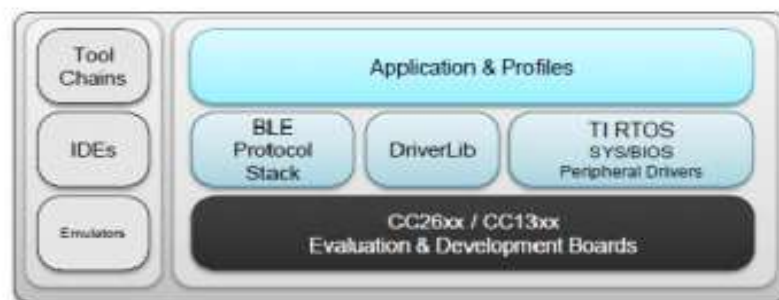 Tool
Chains
Application & Profiles
IDEs
BLE
Protocol
Stack
DriverLib
TI RTOS
SYS/BIOS
Peripheral Drivers
Emulators
CC26xx / CC13xx
Evaluation & Development Boards